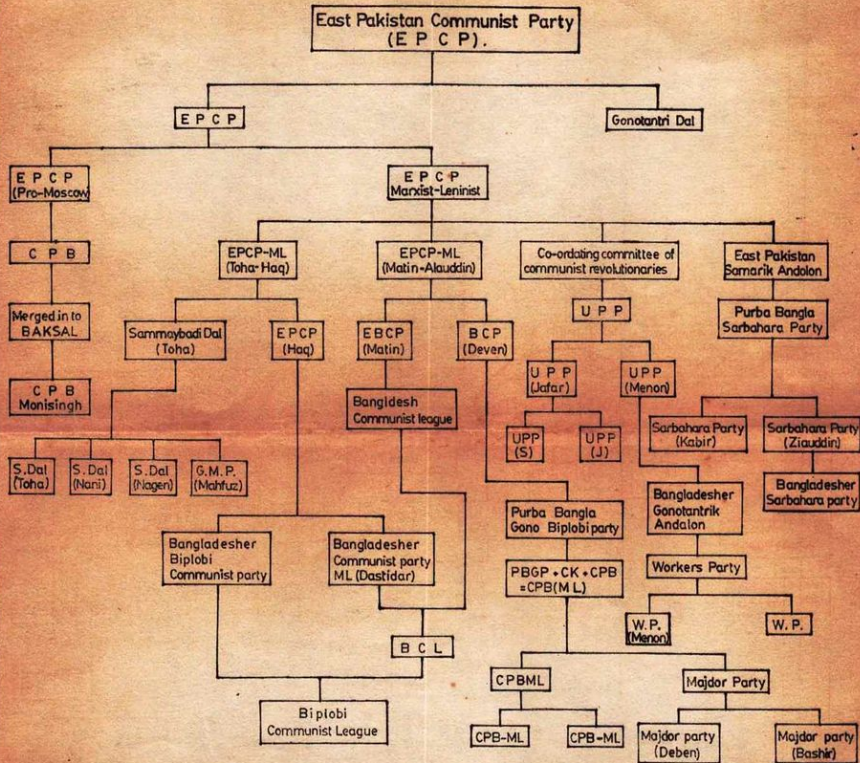 East Pakistan Communist Party
(E P C P).
E P C P
Gonotantri Dal
E P C P
(Pro-Moscow)
E P C P
Marxist-Leninist
C P B
EPCP-ML
(Toha-Haq)
EPCP-ML
(Matin-Alauddin)
Co-ordating committee of
communist revolutionaries
East Pakistan
Samarik Andolon
Merged in to
BAKSAL
Sammaybadi Dal
(Toha)
EPCP
(Haq)
EBCP
(Matin)
BCP
(Deven)
U P P
Purba Bangla
Sarbahara Party
C P B
Monisingh
Bangldesh
Communist league
U P P
(Jafar)
UPP
(Menon)
Sarbahara Party
(Kabir)
Sarbahara Party
(Ziauddin)
S.Dal
(Toha)
S.Dal
(Nani)
S.Dal
(Nagen)
G.M.P.
(Mahfuz)
UPP
(S)
UPP
(J)
Bangladesher
Gonotantrik
Andalon
Bangladesher
Sarbahara party
Bangladesher
Biplobi
Communist party
Bangladesher
Communist party
ML (Dastidar)
Purba Bangla
Gono Biplobi party
PBGP + CK + CPB
=CPB(M L)
Workers Party
W.P.
(Menon)
W.P.
B C L
CPBML
Majdor Party
Biplobi
Communist League
CPB-ML
CPB-ML
Majdor party
(Deben)
Majdor party
(Bashir)